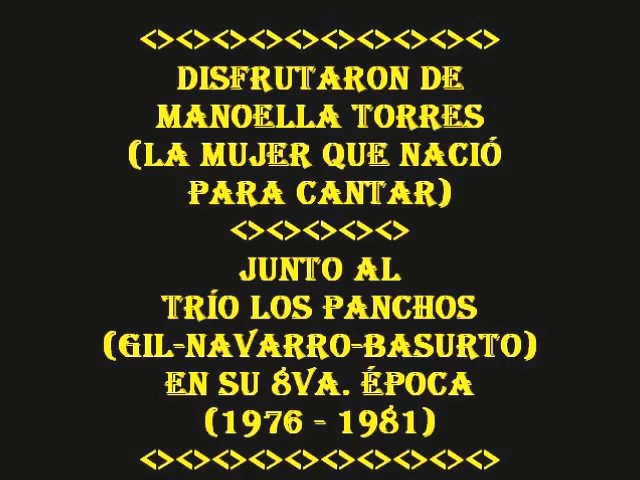 <><><><><><><><><><>
DISFRUTARON DE
MANOELLA TORRES
(LA MUJER QUE NACIÓ
PARA CANTAR)
<><><><><>
JUNTO AL
TRÍO LOS PANCHOS
(GIL-NAVARRO-BASURTO)
EN SU 8VA. ÉPOCA
(1976 - 1981)
<><><><><><><><><><>